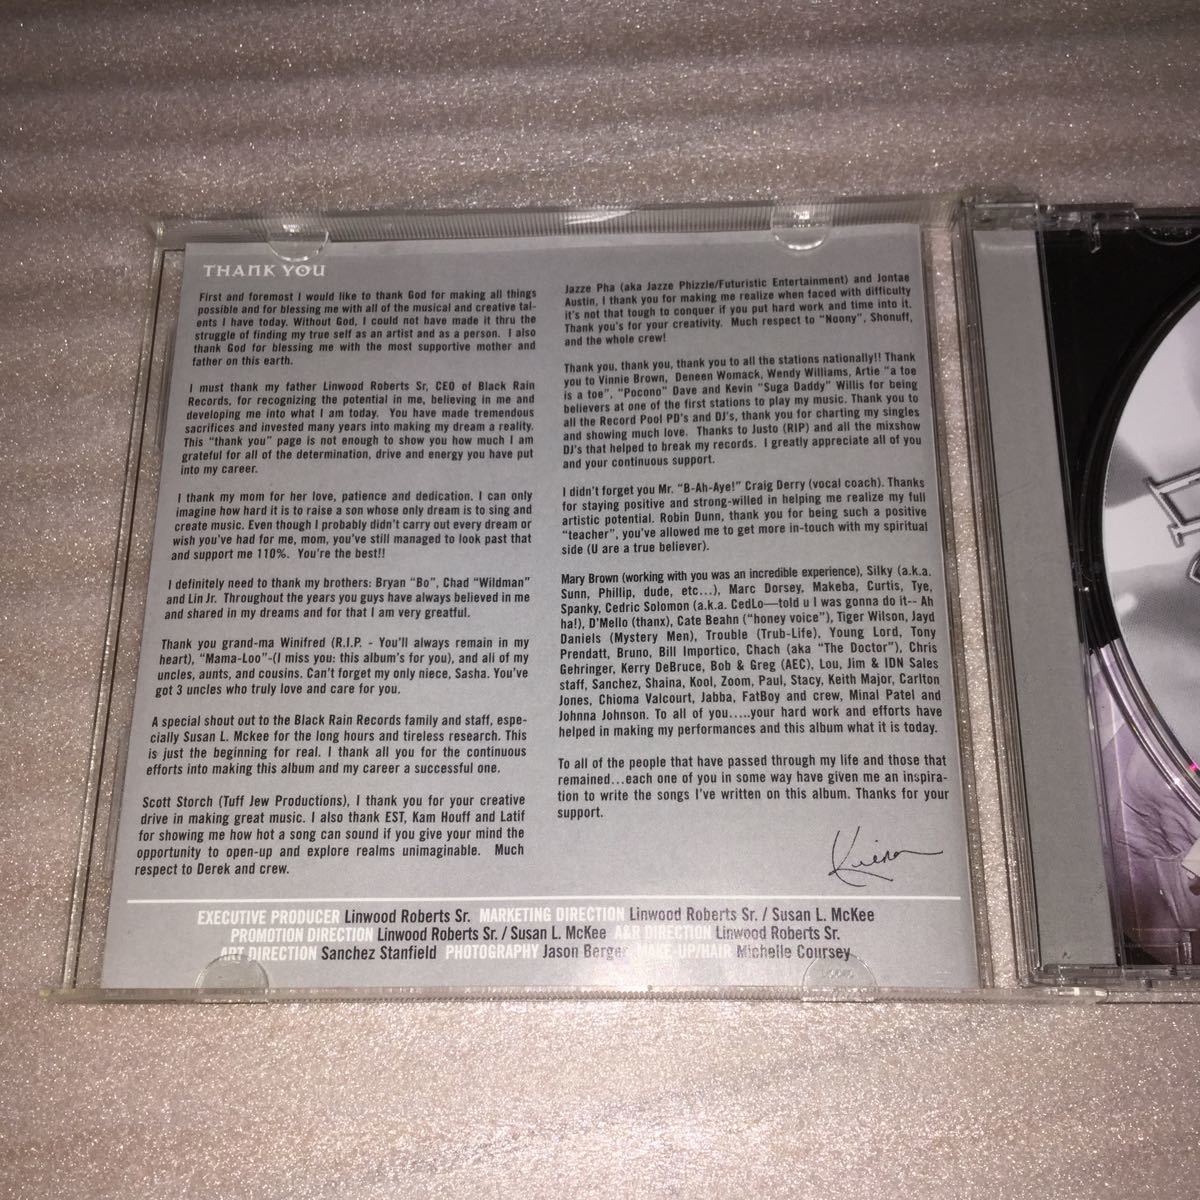 THANK YOU
First and foremost I would like to thank God for making all things
possible and for blessing me with all of the musical and creative tal-
ents I have today. Without God, I could not have made it thru the
struggle of finding my true self as an artist and as a person. I also
thank God for blessing me with the most supportive mother and
father on this earth.
I must thank my father Linwood Roberts Sr, CEO of Black Rain
Records, for recognizing the potential in me, believing in me and
developing me into what I am today. You have made tremendous
sacrifices and invested many years into making my dream a reality.
This "thank you" page is not enough to show you how much I am
grateful for all of the determination, drive and energy you have put
into my career.
I thank my mom for her love, patience and dedication. I can only
imagine how hard it is to raise a son whose only dream is to sing and
create music. Even though I probably didn't carry out every dream or
wish you've had for me, mom, you've still managed to look past that
and support me 110%. You're the best!!
I definitely need to thank my brothers: Bryan "Bo", Chad "Wildman"
and Lin Jr. Throughout the years you guys have always believed in me
and shared in my dreams and for that I am very greatful.
Thank you grand-ma Winifred (R.I.P. - You'll always remain in my
heart), "Mama-Loo"-(I miss you: this album's for you), and all of my
uncles, aunts, and cousins. Can't forget my only niece, Sasha. You've
got 3 uncles who truly love and care for you.
A special shout out to the Black Rain Records family and staff, espe-
cially Susan L. Mckee for the long hours and tireless research. This
is just the beginning for real. I thank all you for the continuous
efforts into making this album and my career a successful one.
Scott Storch (Tuff Jew Productions), I thank you for your creative
drive in making great music. I also thank EST, Kam Houff and Latif
for showing me how hot a song can sound if you give your mind the
opportunity to open-up and explore realms unimaginable. Much
respect to Derek and crew.
Jazze Pha (aka Jazze Phizzle/Futuristic Entertainment) and Jontae
Austin, I thank you for making me realize when faced with difficulty
it's not that tough to conquer if you put hard work and time into it.
Thank you's for your creativity. Much respect to "Noony", Shonuff,
and the whole crew!
Thank you, thank you, thank you to all the stations nationally!! Thank
you to Vinnie Brown, Deneen Womack, Wendy Williams, Artie "a toe
is a toe", "Pocono" Dave and Kevin "Suga Daddy" Willis for being
believers at one of the first stations to play my music. Thank you to
all the Record Pool PD's and DJ's, thank you for charting my singles
and showing much love. Thanks to Justo (RIP) and all the mixshow
DJ's that helped to break my records. I greatly appreciate all of you
and your continuous support.
I didn't forget you Mr. "B-Ah-Aye!" Craig Derry (vocal coach). Thanks
for staying positive and strong-willed in helping me realize my full
artistic potential. Robin Dunn, thank you for being such a positive
"teacher", you've allowed me to get more in-touch with my spiritual
side (U are a true believer).
Mary Brown (working with you was an incredible experience), Silky (a.k.a.
Sunn, Phillip, dude, etc...), Marc Dorsey, Makeba, Curtis, Tye,
Spanky, Cedric Solomon (a.k.a. CedLo—told u I was gonna do it-- Ah
ha!), D'Mello (thanx), Cate Beahn ("honey voice"), Tiger Wilson, Jayd
Daniels (Mystery Men), Trouble (Trub-Life), Young Lord, Tony
Prendatt, Bruno, Bill Importico, Chach (aka "The Doctor"), Chris
Gehringer, Kerry DeBruce, Bob & Greg (AEC), Lou, Jim & IDN Sales
staff, Sanchez, Shaina, Kool, Zoom, Paul, Stacy, Keith Major, Carlton
Jones, Chioma Valcourt, Jabba, FatBoy and crew, Minal Patel and
Johnna Johnson. To all of you.....your hard work and efforts have
helped in making my performances and this album what it is today.
To all of the people that have passed through my life and those that
remained...each one of you in some way have given me an inspira-
tion to write the songs I've written on this album. Thanks for your
support.
EXECUTIVE PRODUCER Linwood Roberts Sr. MARKETING DIRECTION Linwood Roberts Sr. / Susan L. McKee
PROMOTION DIRECTION Linwood Roberts Sr. / Susan L. McKee A&R DIRECTION Linwood Roberts Sr.
ART DIRECTION Sanchez Stanfield PHOTOGRAPHY Jason Berger MAKE-UP/HAIR Michelle Coursey